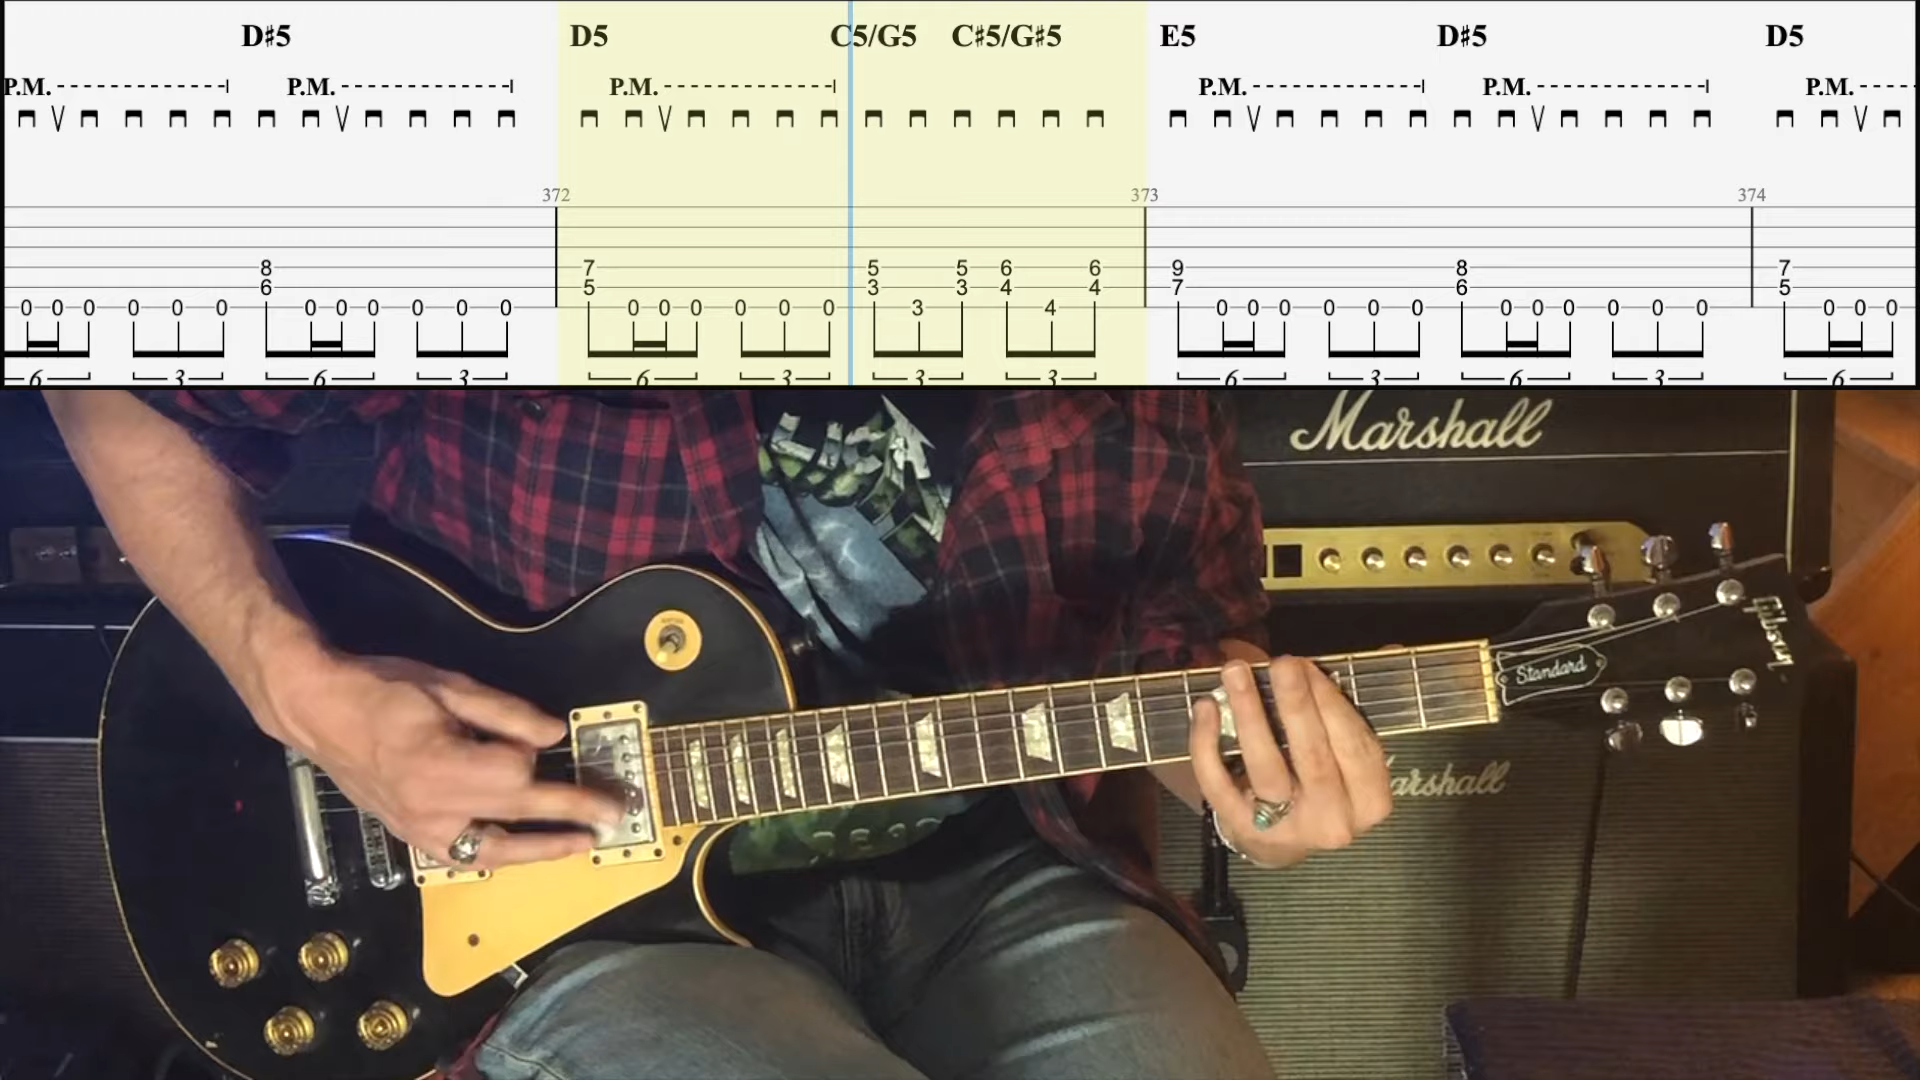 D♯5 D5 C5/G5 C♯5/G♯5 E5 D♯5 D5
P.M. P.M. P.M. P.M. P.M. P.M.
372 373 374
8 7 5 5 6 6 9 8 7
6 5 3 3 4 4 7 6 5
0 0 0 0 0 0 0 0 0 0 0 0 0 0 0 0 0 0 3 4 0 0 0 0 0 0 0 0 0 0 0 0 0 0 0
6 3 6 3 6 3 3 3 6 3 6 3 6
Marshall
Gibson
Standard
Marshall